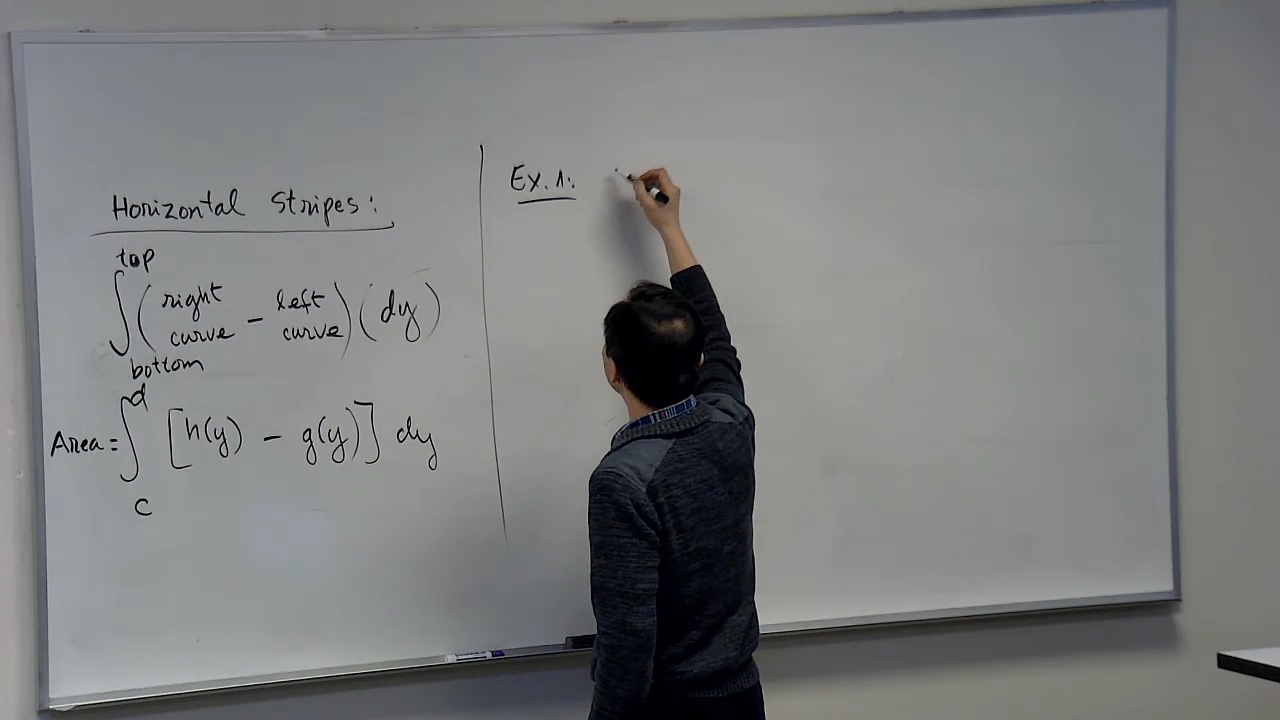 Horizontal Stripes:
top
∫ ( right curve - left curve ) ( dy )
bottom
d
Area = ∫ [h(y) - g(y)] dy
c
Ex. 1: